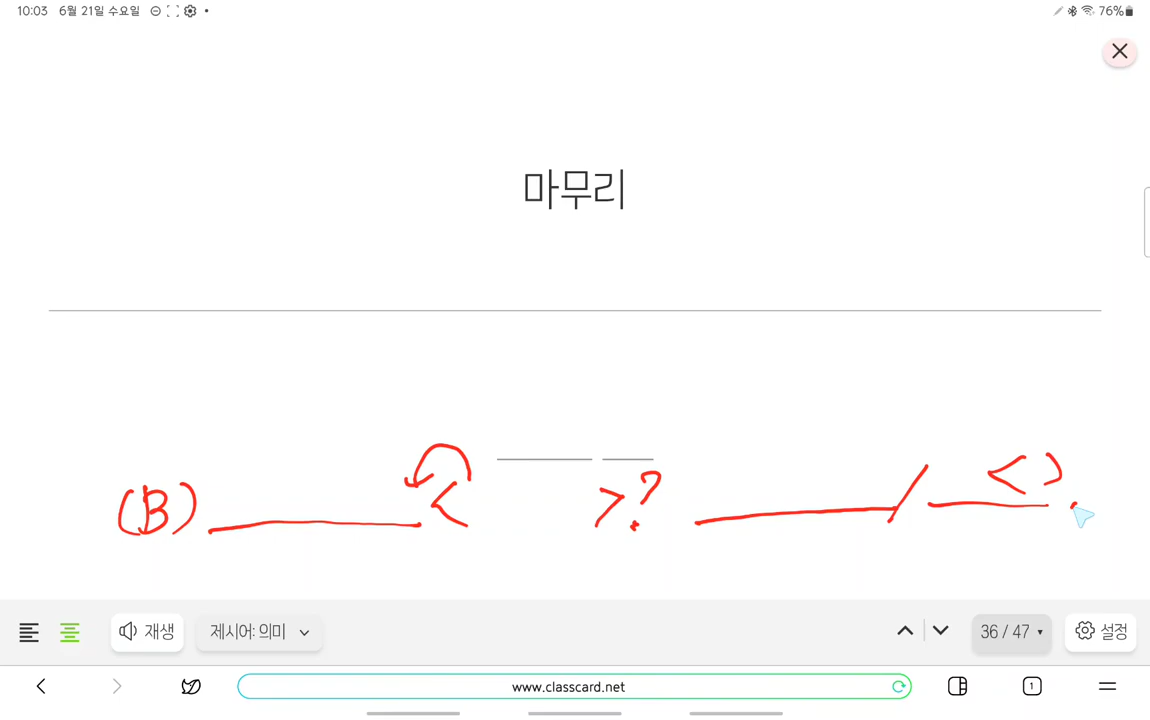 10:03 6월 21일 수요일 76%
마무리
(B) < >? < >
재생 제시어: 의미 36 / 47 설정
www.classcard.net 1